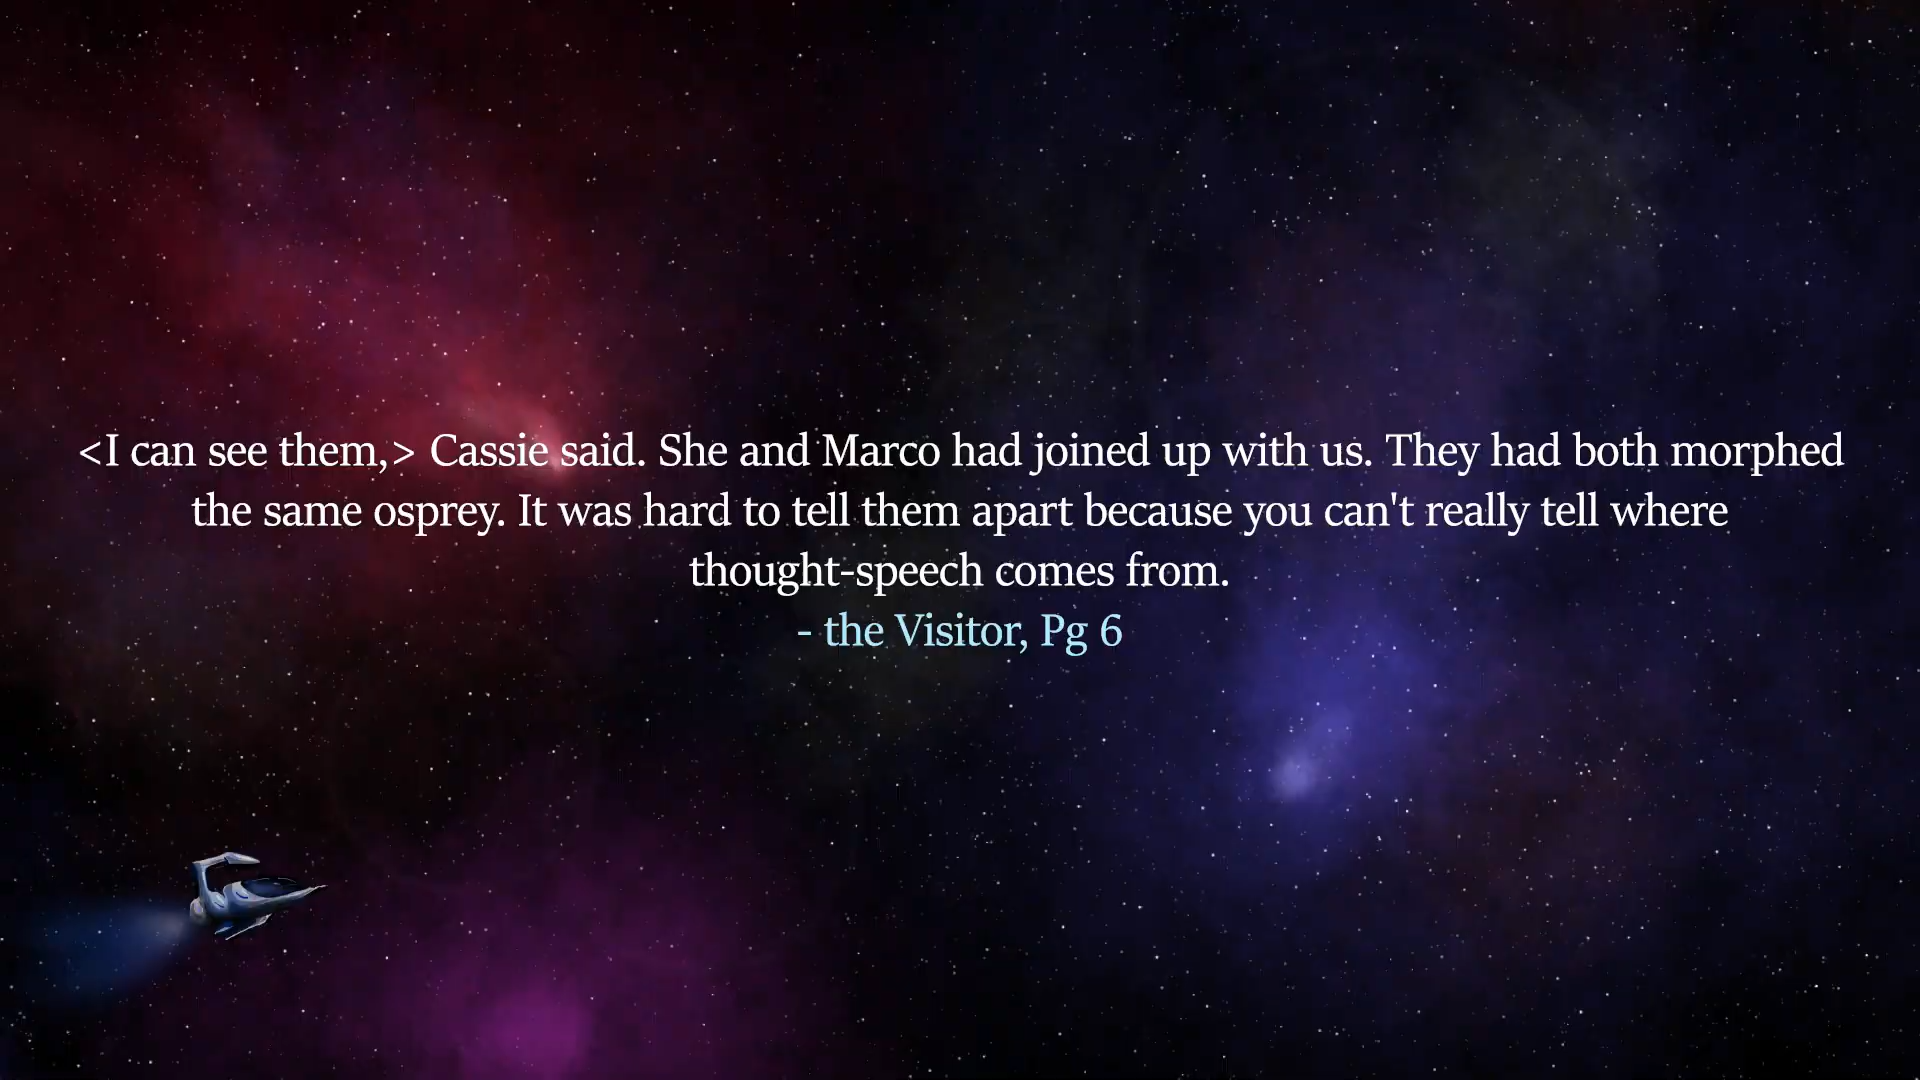 <I can see them,> Cassie said. She and Marco had joined up with us. They had both morphed
the same osprey. It was hard to tell them apart because you can't really tell where
thought-speech comes from.
- the Visitor, Pg 6